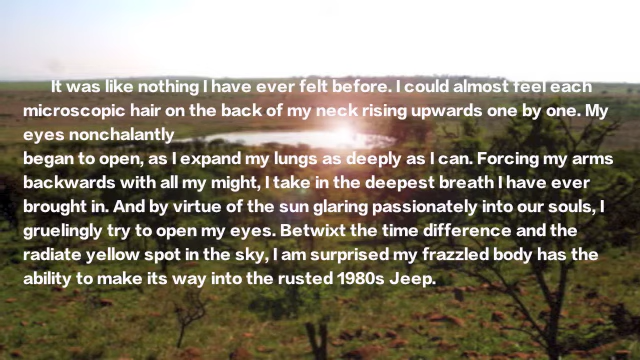 It was like nothing I have ever felt before. I could almost feel each
microscopic hair on the back of my neck rising upwards one by one. My
eyes nonchalantly
began to open, as I expand my lungs as deeply as I can. Forcing my arms
backwards with all my might, I take in the deepest breath I have ever
brought in. And by virtue of the sun glaring passionately into our souls, I
gruelingly try to open my eyes. Betwixt the time difference and the
radiate yellow spot in the sky, I am surprised my frazzled body has the
ability to make its way into the rusted 1980s Jeep.